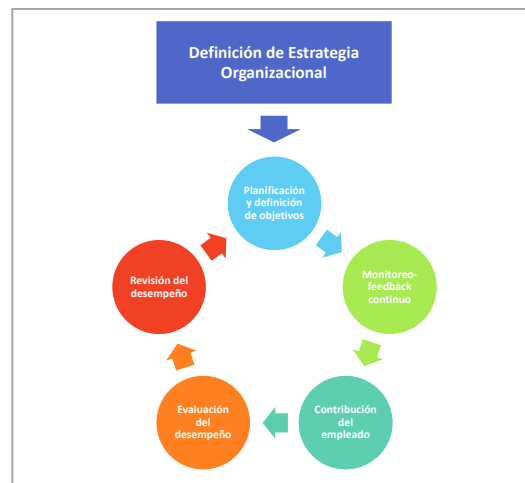 Definición de Estrategia
Organizacional
Planificación
y definición
de objetivos
Monitoreo-
feedback
continuo
Contribución
del
empleado
Evaluación
del
desempeño
Revisión del
desempeño